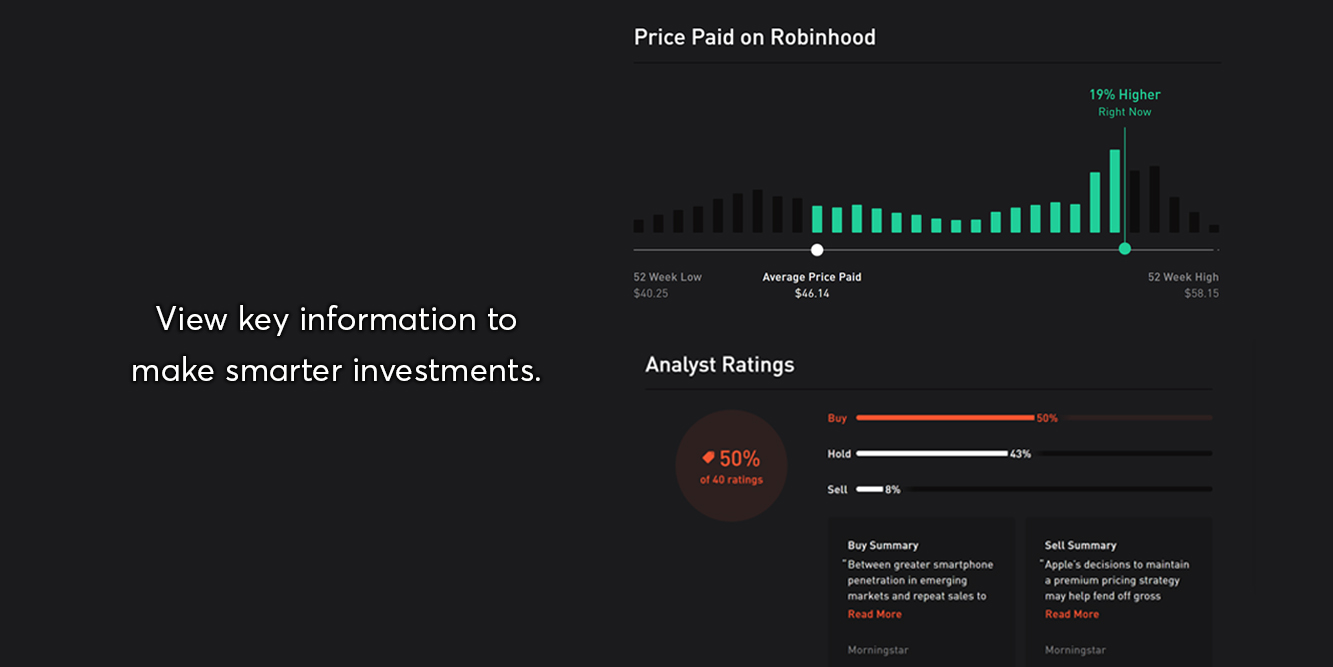 View key information to
make smarter investments.
Price Paid on Robinhood
19% Higher
Right Now
52 Week Low
$40.25
Average Price Paid
$46.14
52 Week High
$58.15
Analyst Ratings
50%
of 40 ratings
Buy 50%
Hold 43%
Sell 8%
Buy Summary
"Between greater smartphone
penetration in emerging
markets and repeat sales to
Read More
Morningstar
Sell Summary
"Apple's decisions to maintain
a premium pricing strategy
may help fend off gross
Read More
Morningstar